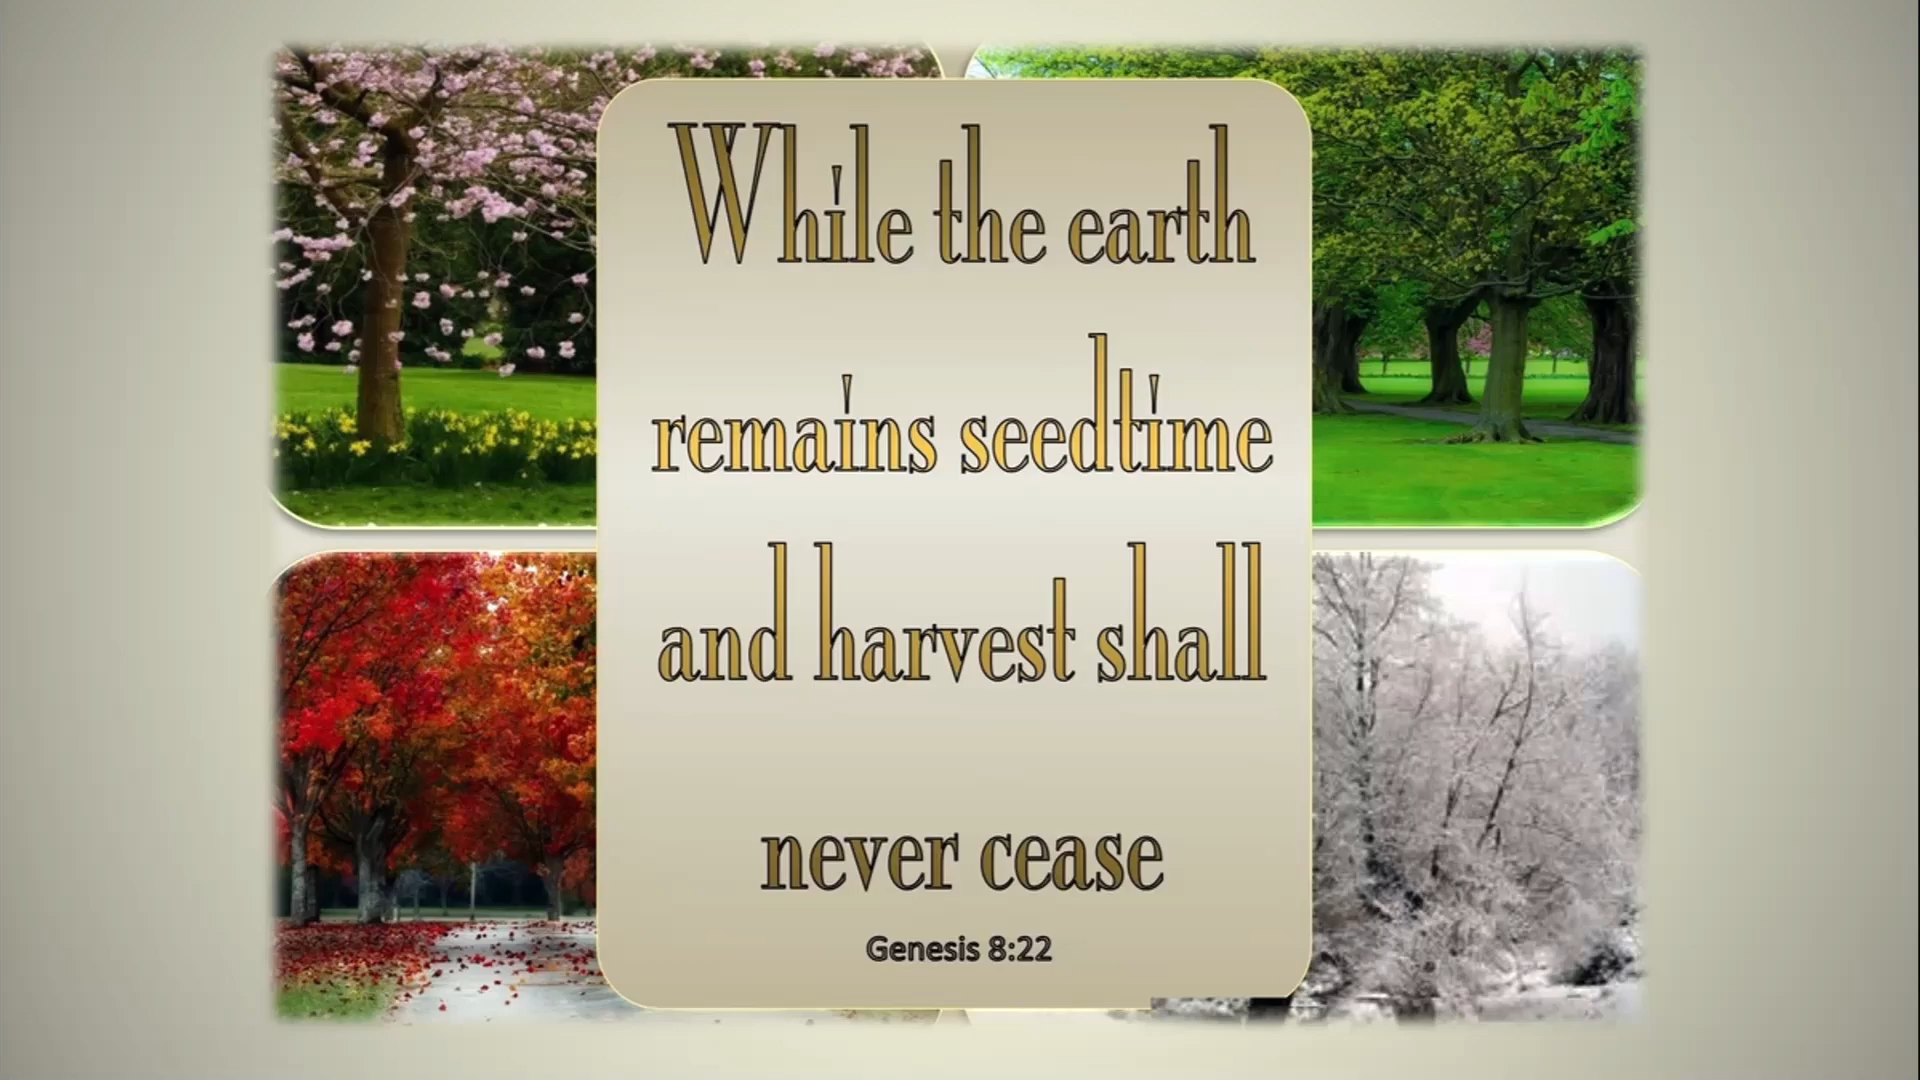 While the earth
remains seedtime
and harvest shall
never cease
Genesis 8:22